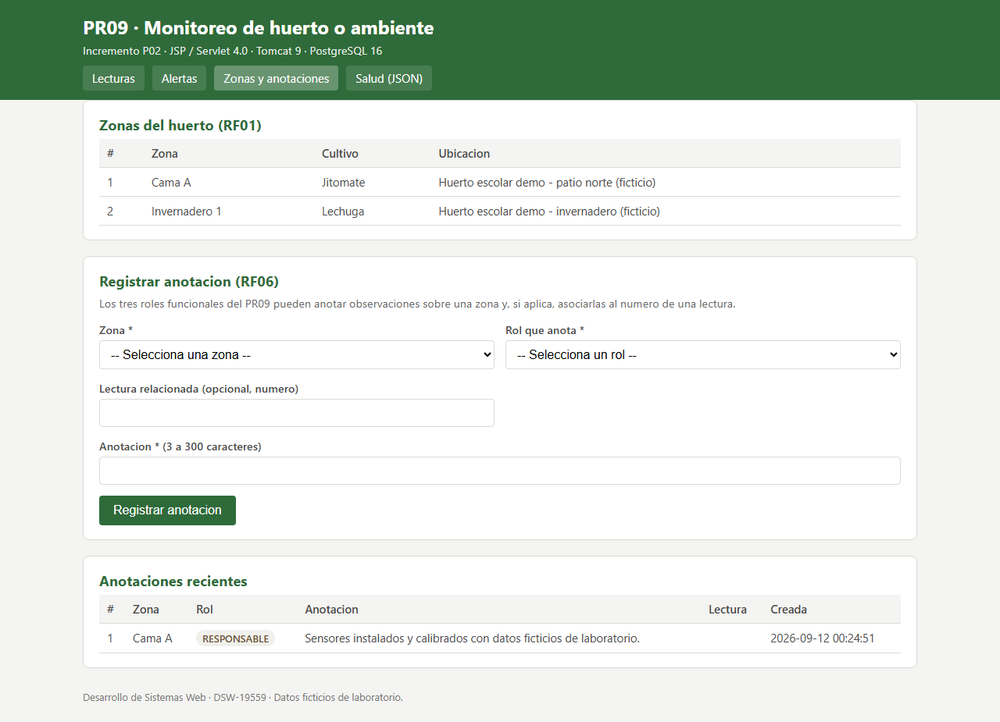 PR09 · Monitoreo de huerto o ambiente
Incremento P02 · JSP / Servlet 4.0 · Tomcat 9 · PostgreSQL 16
Lecturas Alertas Zonas y anotaciones Salud (JSON)
Zonas del huerto (RF01)
# Zona Cultivo Ubicacion
1 Cama A Jitomate Huerto escolar demo - patio norte (ficticio)
2 Invernadero 1 Lechuga Huerto escolar demo - invernadero (ficticio)
Registrar anotacion (RF06)
Los tres roles funcionales del PR09 pueden anotar observaciones sobre una zona y, si aplica, asociarlas al numero de una lectura.
Zona * Rol que anota *
-- Selecciona una zona -- -- Selecciona un rol --
Lectura relacionada (opcional, numero)
Anotacion * (3 a 300 caracteres)
Registrar anotacion
Anotaciones recientes
# Zona Rol Anotacion Lectura Creada
1 Cama A RESPONSABLE Sensores instalados y calibrados con datos ficticios de laboratorio. 2026-09-12 00:24:51
Desarrollo de Sistemas Web · DSW-19559 · Datos ficticios de laboratorio.